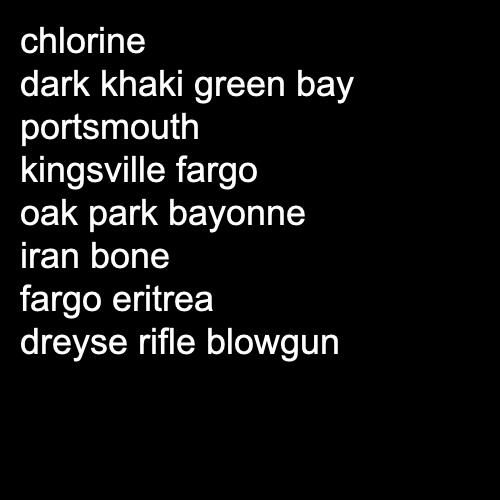 chlorine
dark khaki green bay
portsmouth
kingsville fargo
oak park bayonne
iran bone
fargo eritrea
dreyse rifle blowgun